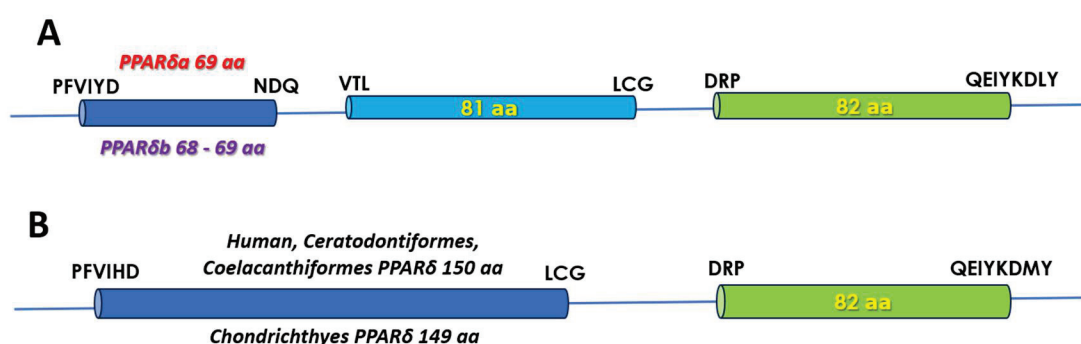 A
PPARδa 69 aa
PFVIYD NDQ VTL LCG DRP QEIYKDLY
81 aa 82 aa
PPARδb 68 - 69 aa
B
Human, Ceratodontiformes,
Coelacanthiformes PPARδ 150 aa
PFVIHD LCG DRP QEIYKDMY
82 aa
Chondrichthyes PPARδ 149 aa